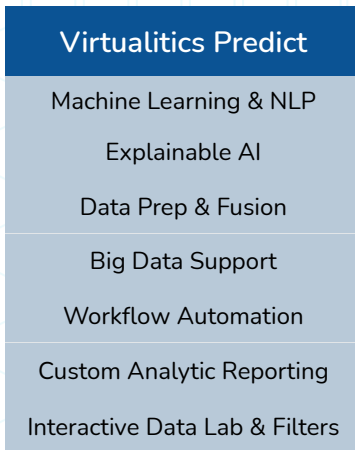 Virtualitics Predict
Machine Learning & NLP
Explainable AI
Data Prep & Fusion
Big Data Support
Workflow Automation
Custom Analytic Reporting
Interactive Data Lab & Filters